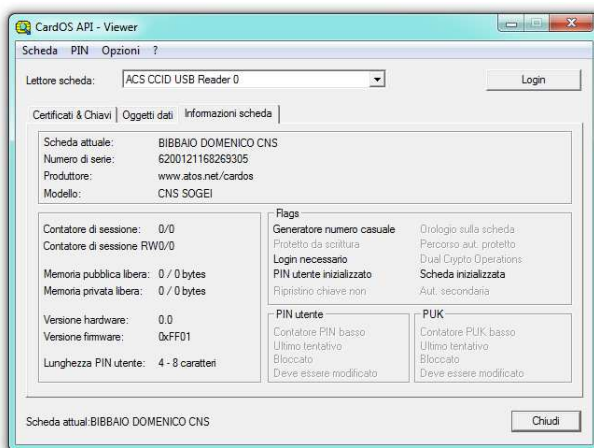 CardOS API - Viewer
Scheda PIN Opzioni ?
Lettore scheda: ACS CCID USB Reader 0 Login
Certificati & Chiavi Oggetti dati Informazioni scheda
Scheda attuale: BIBBAIO DOMENICO CNS
Numero di serie: 6200121168269305
Produttore: www.atos.net/cardos
Modello: CNS SOGEI
Contatore di sessione: 0/0
Contatore di sessione RW0/0
Memoria pubblica libera: 0 / 0 bytes
Memoria privata libera: 0 / 0 bytes
Versione hardware: 0.0
Versione firmware: 0xFF01
Lunghezza PIN utente: 4 - 8 caratteri
Flags
Generatore numero casuale Orologio sulla scheda
Protetto da scrittura Percorso aut. protetto
Login necessario Dual Crypto Operations
PIN utente inizializzato Scheda inizializzata
Ripristino chiave non Aut. secondaria
PIN utente
Contatore PIN basso
Ultimo tentativo
Bloccato
Deve essere modificato
PUK
Contatore PUK basso
Ultimo tentativo
Bloccato
Deve essere modificato
Scheda attual:BIBBAIO DOMENICO CNS Chiudi